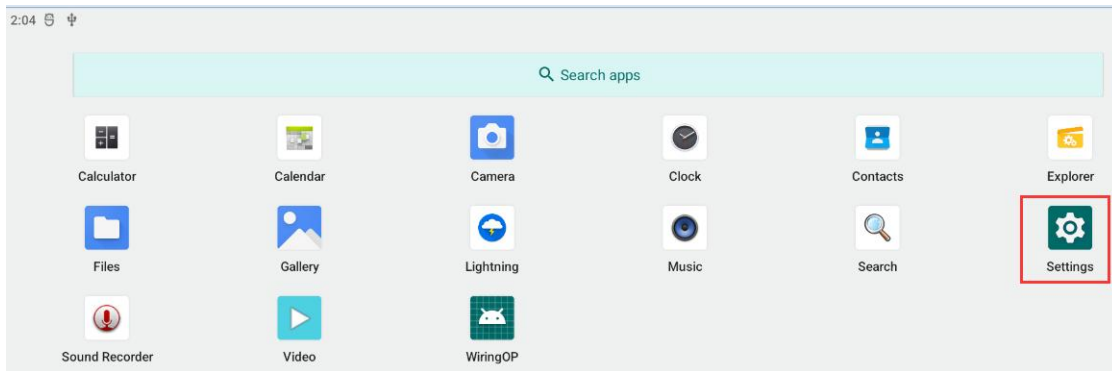 2:04
Search apps
Calculator Calendar Camera Clock Contacts Explorer
Files Gallery Lightning Music Search Settings
Sound Recorder Video WiringOP